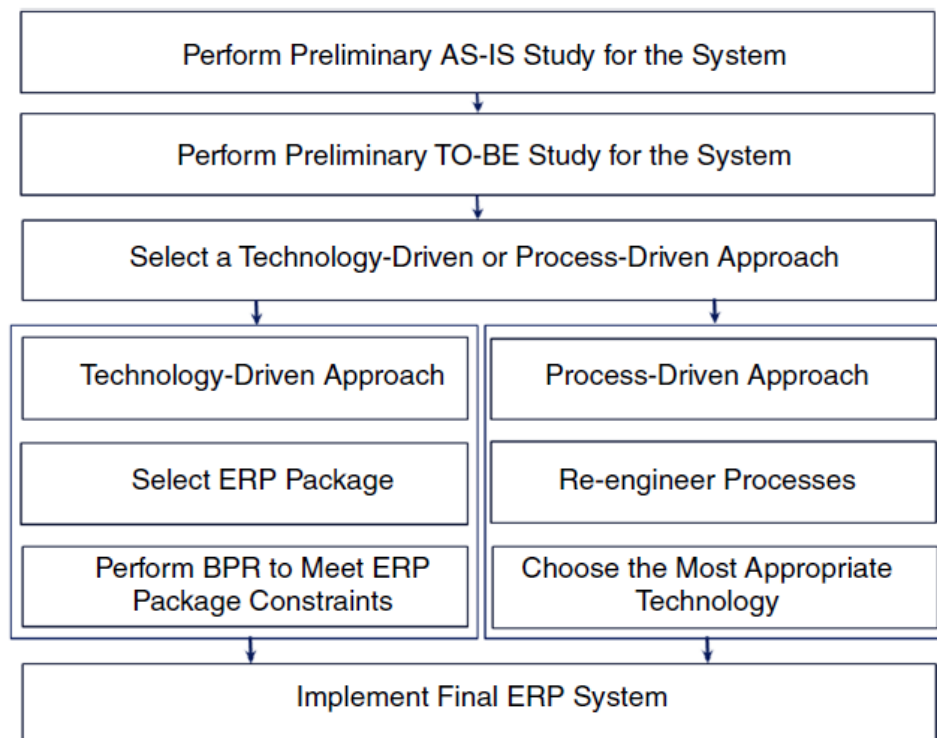 Perform Preliminary AS-IS Study for the System
Perform Preliminary TO-BE Study for the System
Select a Technology-Driven or Process-Driven Approach
Technology-Driven Approach
Select ERP Package
Perform BPR to Meet ERP
Package Constraints
Process-Driven Approach
Re-engineer Processes
Choose the Most Appropriate
Technology
Implement Final ERP System